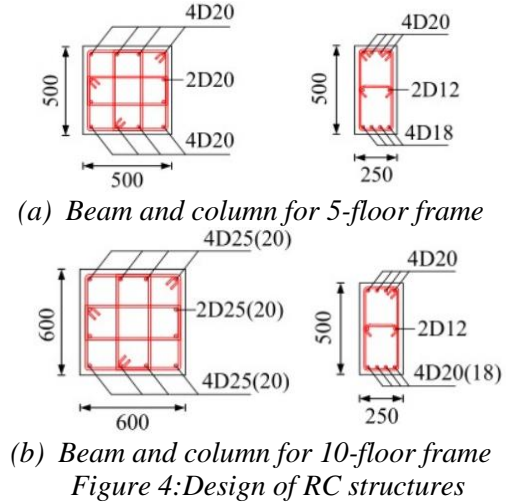 4D20
4D20
500
2D20
500
2D12
4D20
4D18
500
250
(a) Beam and column for 5-floor frame
4D25(20)
4D20
600
2D25(20)
500
2D12
4D25(20)
4D20(18)
600
250
(b) Beam and column for 10-floor frame
Figure 4:Design of RC structures